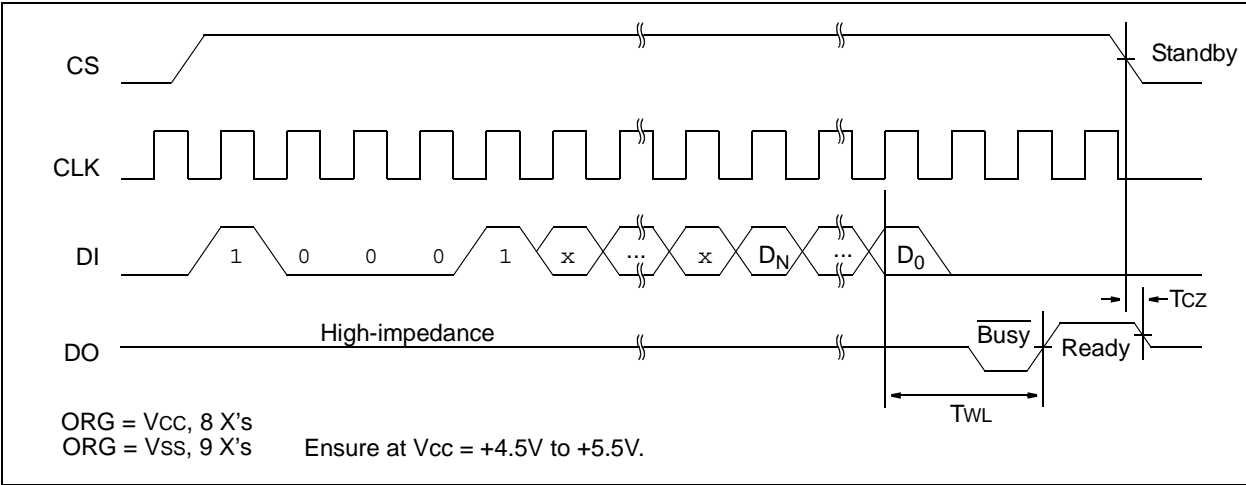 CS
Standby
CLK
DI
1 0 0 0 1 x ... x DN ... D0
TCZ
High-impedance
Busy
Ready
DO
TWL
ORG = VCC, 8 X's
ORG = VSS, 9 X's
Ensure at Vcc = +4.5V to +5.5V.